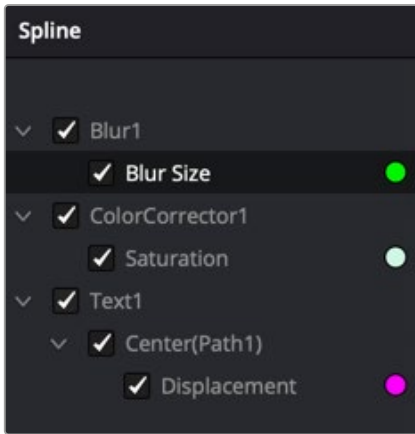 Spline
Blur1
Blur Size
ColorCorrector1
Saturation
Text1
Center(Path1)
Displacement